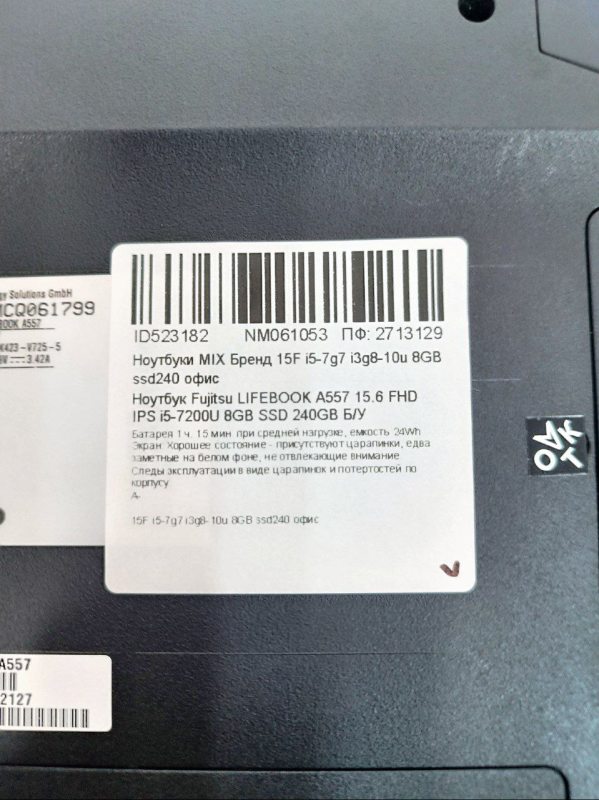 gy Solutions GmbH
MCQ061799
BOOK A557
K423-V725-5
V 3.42A
ID523182 NM061053 ПФ: 2713129
Ноутбуки MIX Бренд 15F i5-7g7 i3g8-10u 8GB
ssd240 офис
Ноутбук Fujitsu LIFEBOOK A557 15.6 FHD
IPS i5-7200U 8GB SSD 240GB Б/У
Батарея 1 ч. 15 мин при средней нагрузке, емкость 24Wh
Экран: Хорошее состояние - присутствуют царапинки, едва
заметные на белом фоне, не отвлекающие внимание
Следы эксплуатации в виде царапинок и потертостей по
корпусу
A-
15F i5-7g7 i3g8-10u 8GB ssd240 офис
ОТК
A557
2127